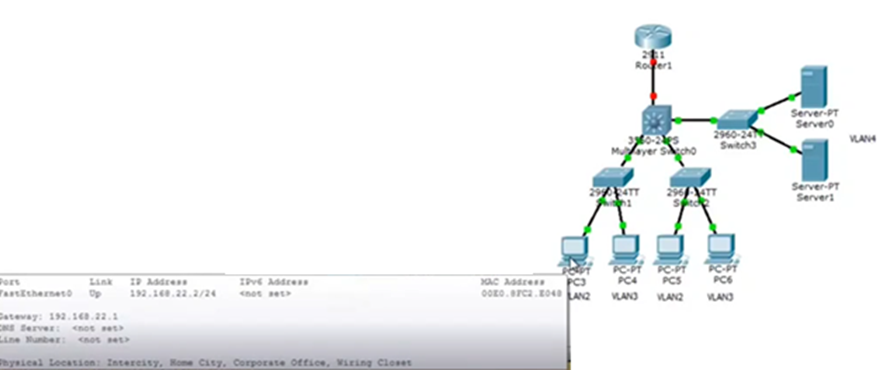 2911
Router1
Server-PT
Server0
3560-24PS
Multilayer Switch0
2960-24TT
Switch3
VLAN4
2960-24TT
Switch1
2960-24TT
Switch2
Server-PT
Server1
PC-PT
PC3
PC-PT
PC4
PC-PT
PC5
PC-PT
PC6
VLAN2
VLAN3
VLAN2
VLAN3
Port Link IP Address IPv6 Address MAC Address
FastEthernet0 Up 192.168.22.2/24 <not set> 00E0.8FC2.E048
Gateway: 192.168.22.1
DNS Server: <not set>
Line Number: <not set>
Physical Location: Intercity, Home City, Corporate Office, Wiring Closet